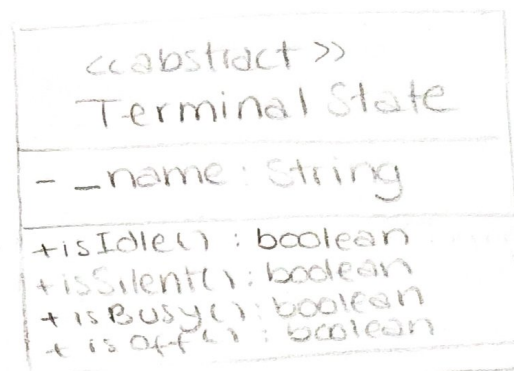 <<abstract>>
Terminal State
- _name: String
+isIdle() : boolean
+isSilent(): boolean
+ isBusy(): boolean
+ isOff() : boolean